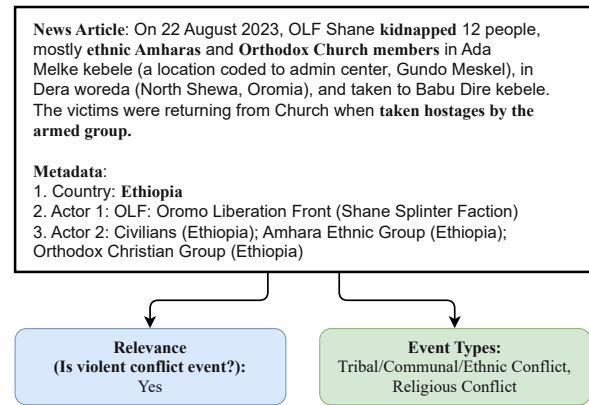 News Article: On 22 August 2023, OLF Shane kidnapped 12 people,
mostly ethnic Amharas and Orthodox Church members in Ada
Melke kebele (a location coded to admin center, Gundo Meskel), in
Dera woreda (North Shewa, Oromia), and taken to Babu Dire kebele.
The victims were returning from Church when taken hostages by the
armed group.
Metadata:
1. Country: Ethiopia
2. Actor 1: OLF: Oromo Liberation Front (Shane Splinter Faction)
3. Actor 2: Civilians (Ethiopia); Amhara Ethnic Group (Ethiopia);
Orthodox Christian Group (Ethiopia)
Relevance
(Is violent conflict event?):
Yes
Event Types:
Tribal/Communal/Ethnic Conflict,
Religious Conflict